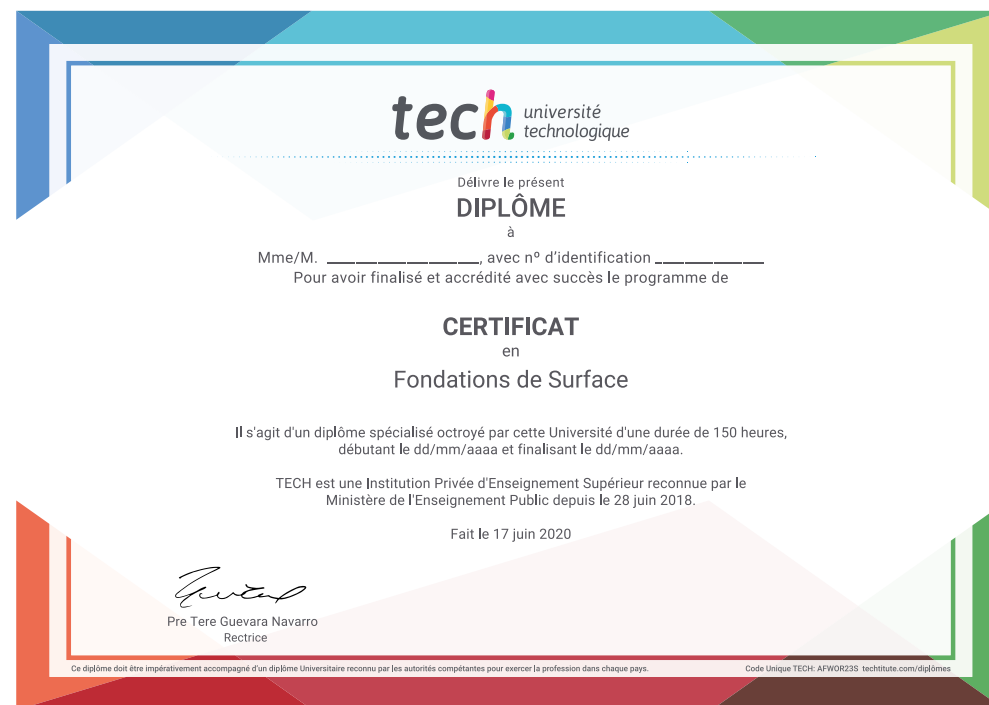 tech université
technologique
Délivre le présent
DIPLÔME
à
Mme/M. _________________, avec nº d'identification ____________
Pour avoir finalisé et accrédité avec succès le programme de
CERTIFICAT
en
Fondations de Surface
Il s'agit d'un diplôme spécialisé octroyé par cette Université d'une durée de 150 heures,
débutant le dd/mm/aaaa et finalisant le dd/mm/aaaa.
TECH est une Institution Privée d'Enseignement Supérieur reconnue par le
Ministère de l'Enseignement Public depuis le 28 juin 2018.
Fait le 17 juin 2020
Pre Tere Guevara Navarro
Rectrice
Ce diplôme doit être impérativement accompagné d'un diplôme Universitaire reconnu par les autorités compétantes pour exercer la profession dans chaque pays.
Code Unique TECH: AFWOR23S techtitute.com/diplômes